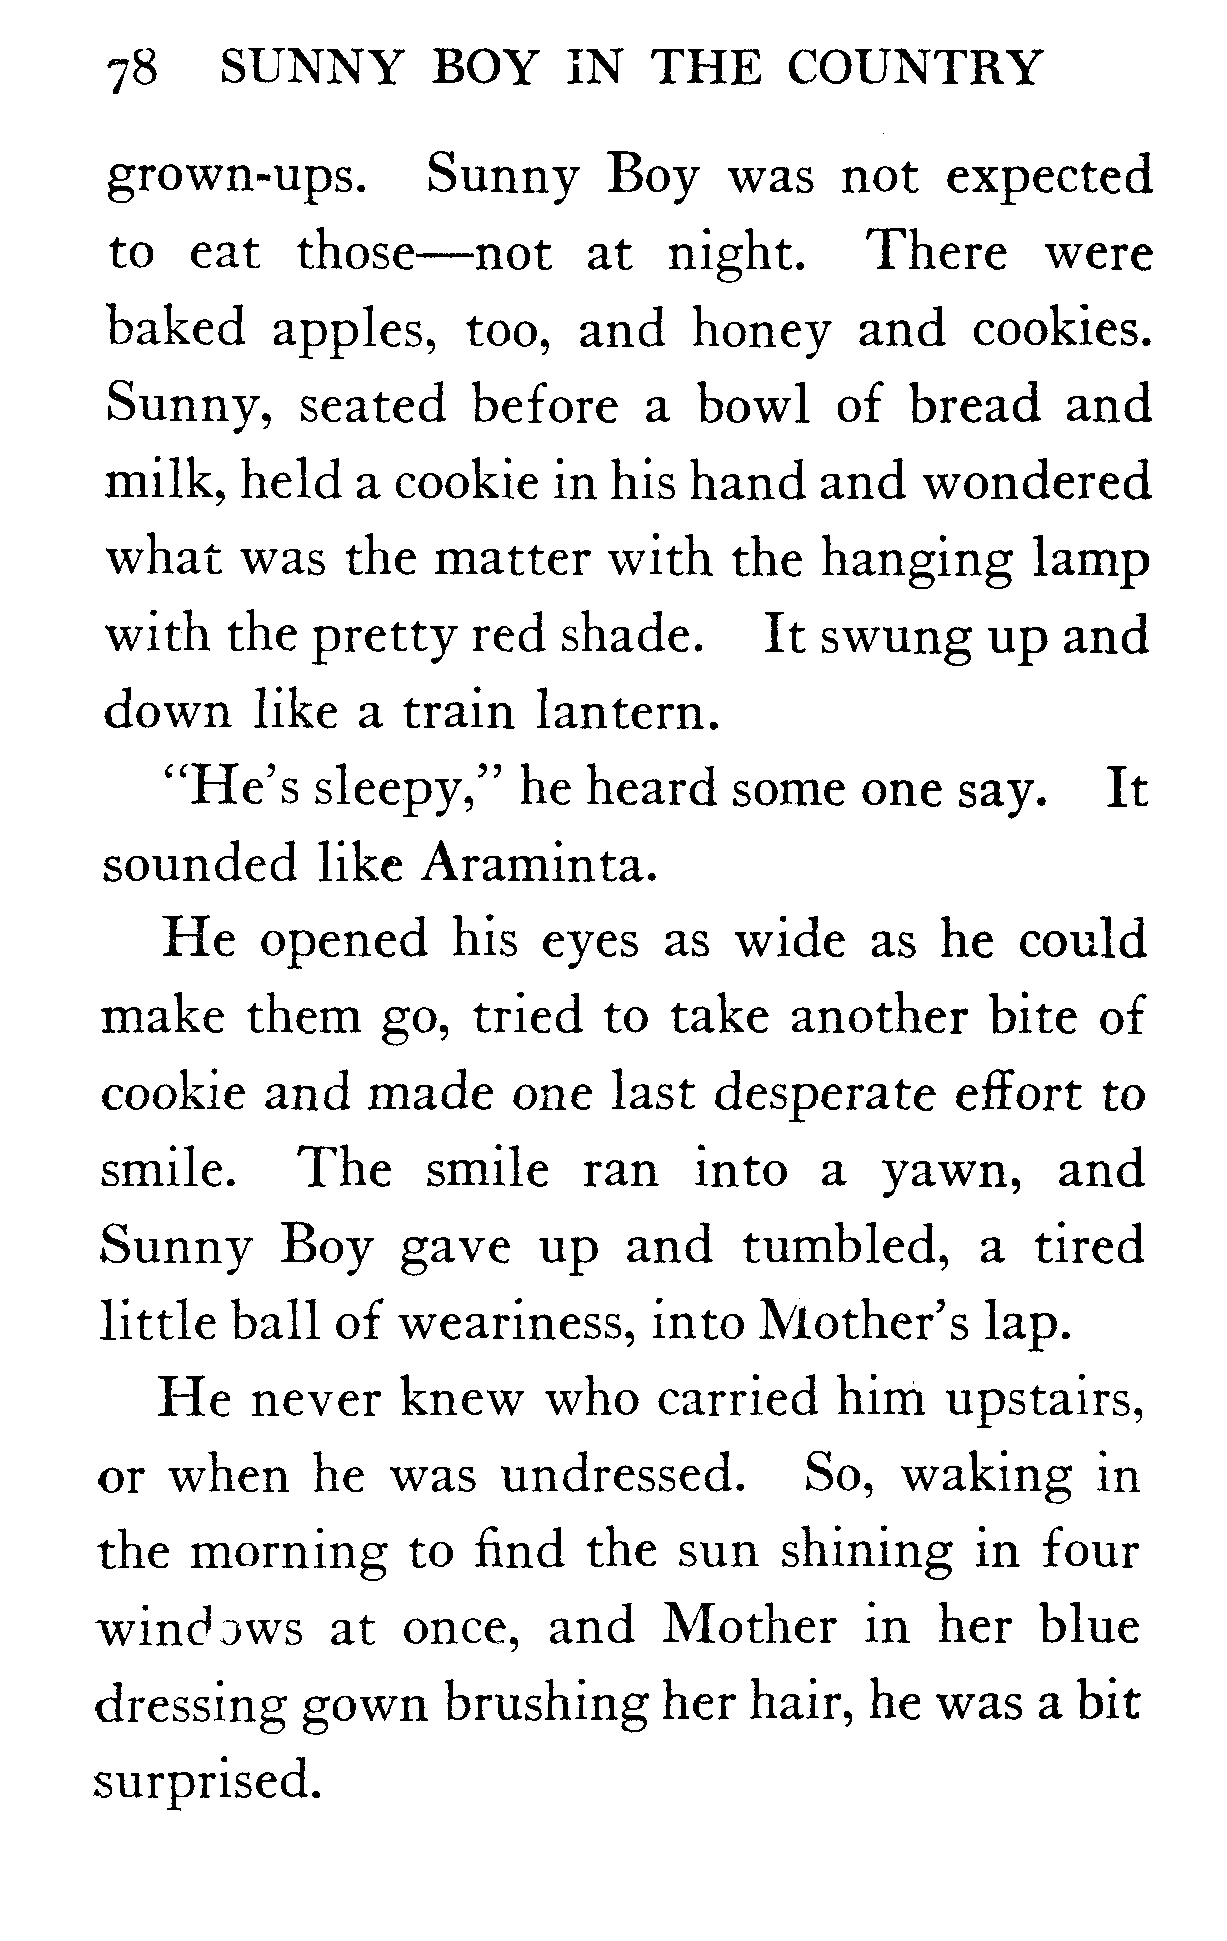 78 SUNNY BOY IN THE COUNTRY
grown-ups. Sunny Boy was not expected
to eat those—not at night. There were
baked apples, too, and honey and cookies.
Sunny, seated before a bowl of bread and
milk, held a cookie in his hand and wondered
what was the matter with the hanging lamp
with the pretty red shade. It swung up and
down like a train lantern.
"He's sleepy," he heard some one say. It
sounded like Araminta.
He opened his eyes as wide as he could
make them go, tried to take another bite of
cookie and made one last desperate effort to
smile. The smile ran into a yawn, and
Sunny Boy gave up and tumbled, a tired
little ball of weariness, into Mother's lap.
He never knew who carried him upstairs,
or when he was undressed. So, waking in
the morning to find the sun shining in four
windows at once, and Mother in her blue
dressing gown brushing her hair, he was a bit
surprised.